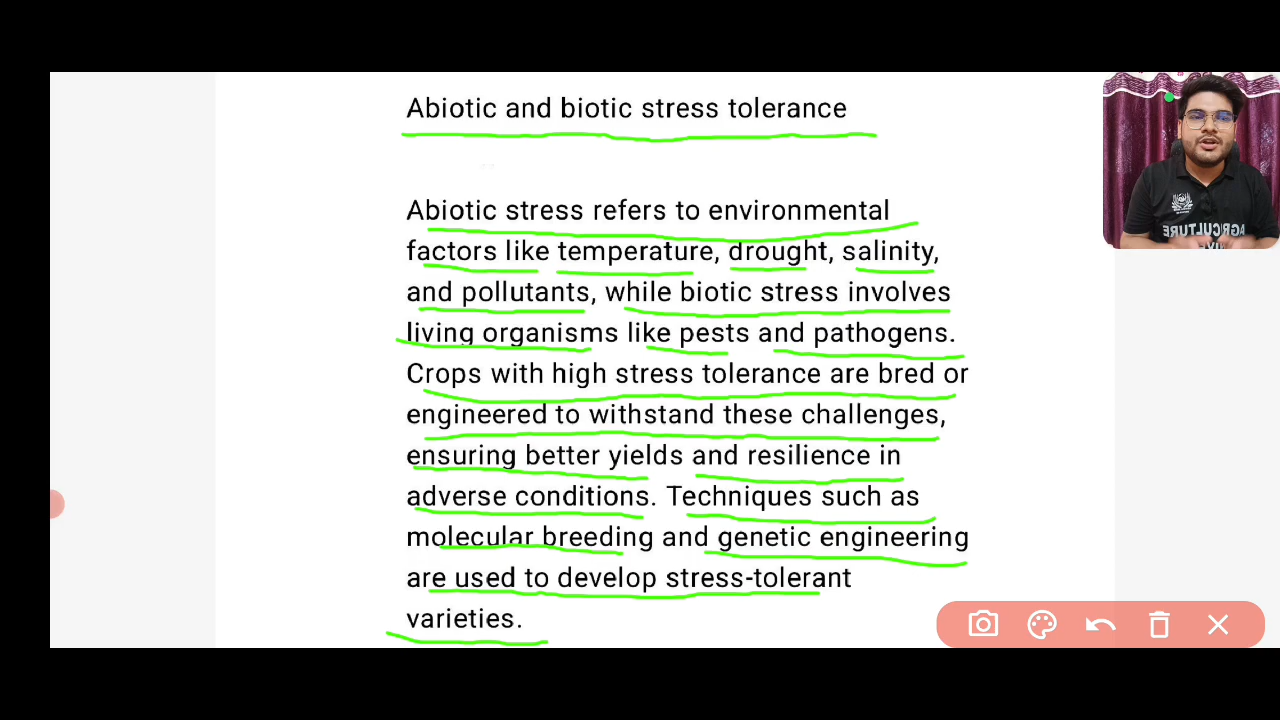 Abiotic and biotic stress tolerance
Abiotic stress refers to environmental
factors like temperature, drought, salinity,
and pollutants, while biotic stress involves
living organisms like pests and pathogens.
Crops with high stress tolerance are bred or
engineered to withstand these challenges,
ensuring better yields and resilience in
adverse conditions. Techniques such as
molecular breeding and genetic engineering
are used to develop stress-tolerant
varieties.
AGRICULTURE